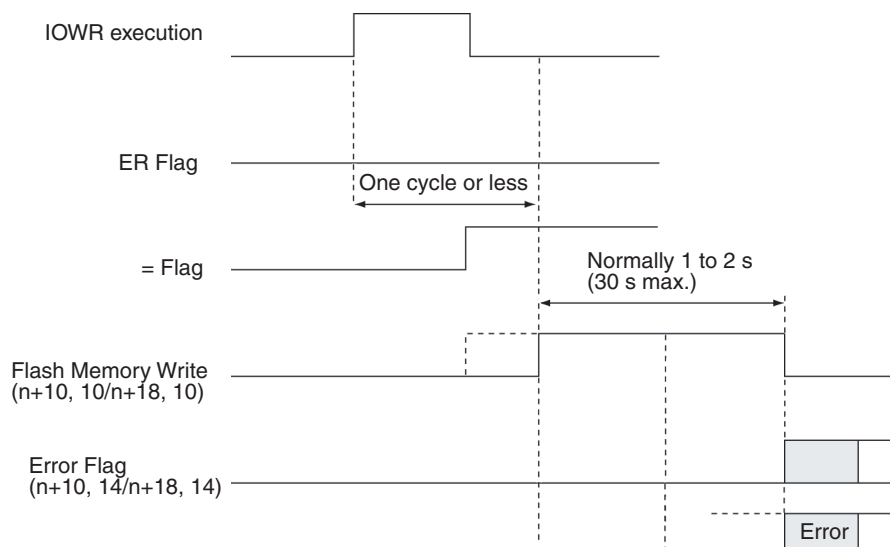 IOWR execution
ER Flag
One cycle or less
= Flag
Normally 1 to 2 s
(30 s max.)
Flash Memory Write
(n+10, 10/n+18, 10)
Error Flag
(n+10, 14/n+18, 14)
Error